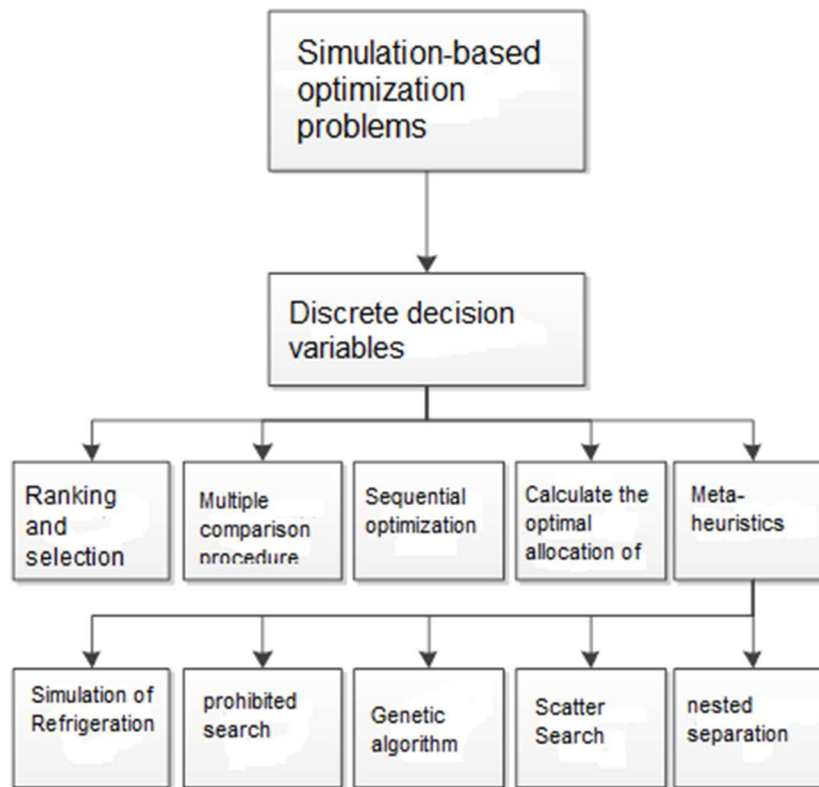 Simulation-based
optimization
problems
Discrete decision
variables
Ranking
and
selection
Multiple
comparison
procedure
Sequential
optimization
Calculate the
optimal
allocation of
Meta-
heuristics
Simulation of
Refrigeration
prohibited
search
Genetic
algorithm
Scatter
Search
nested
separation